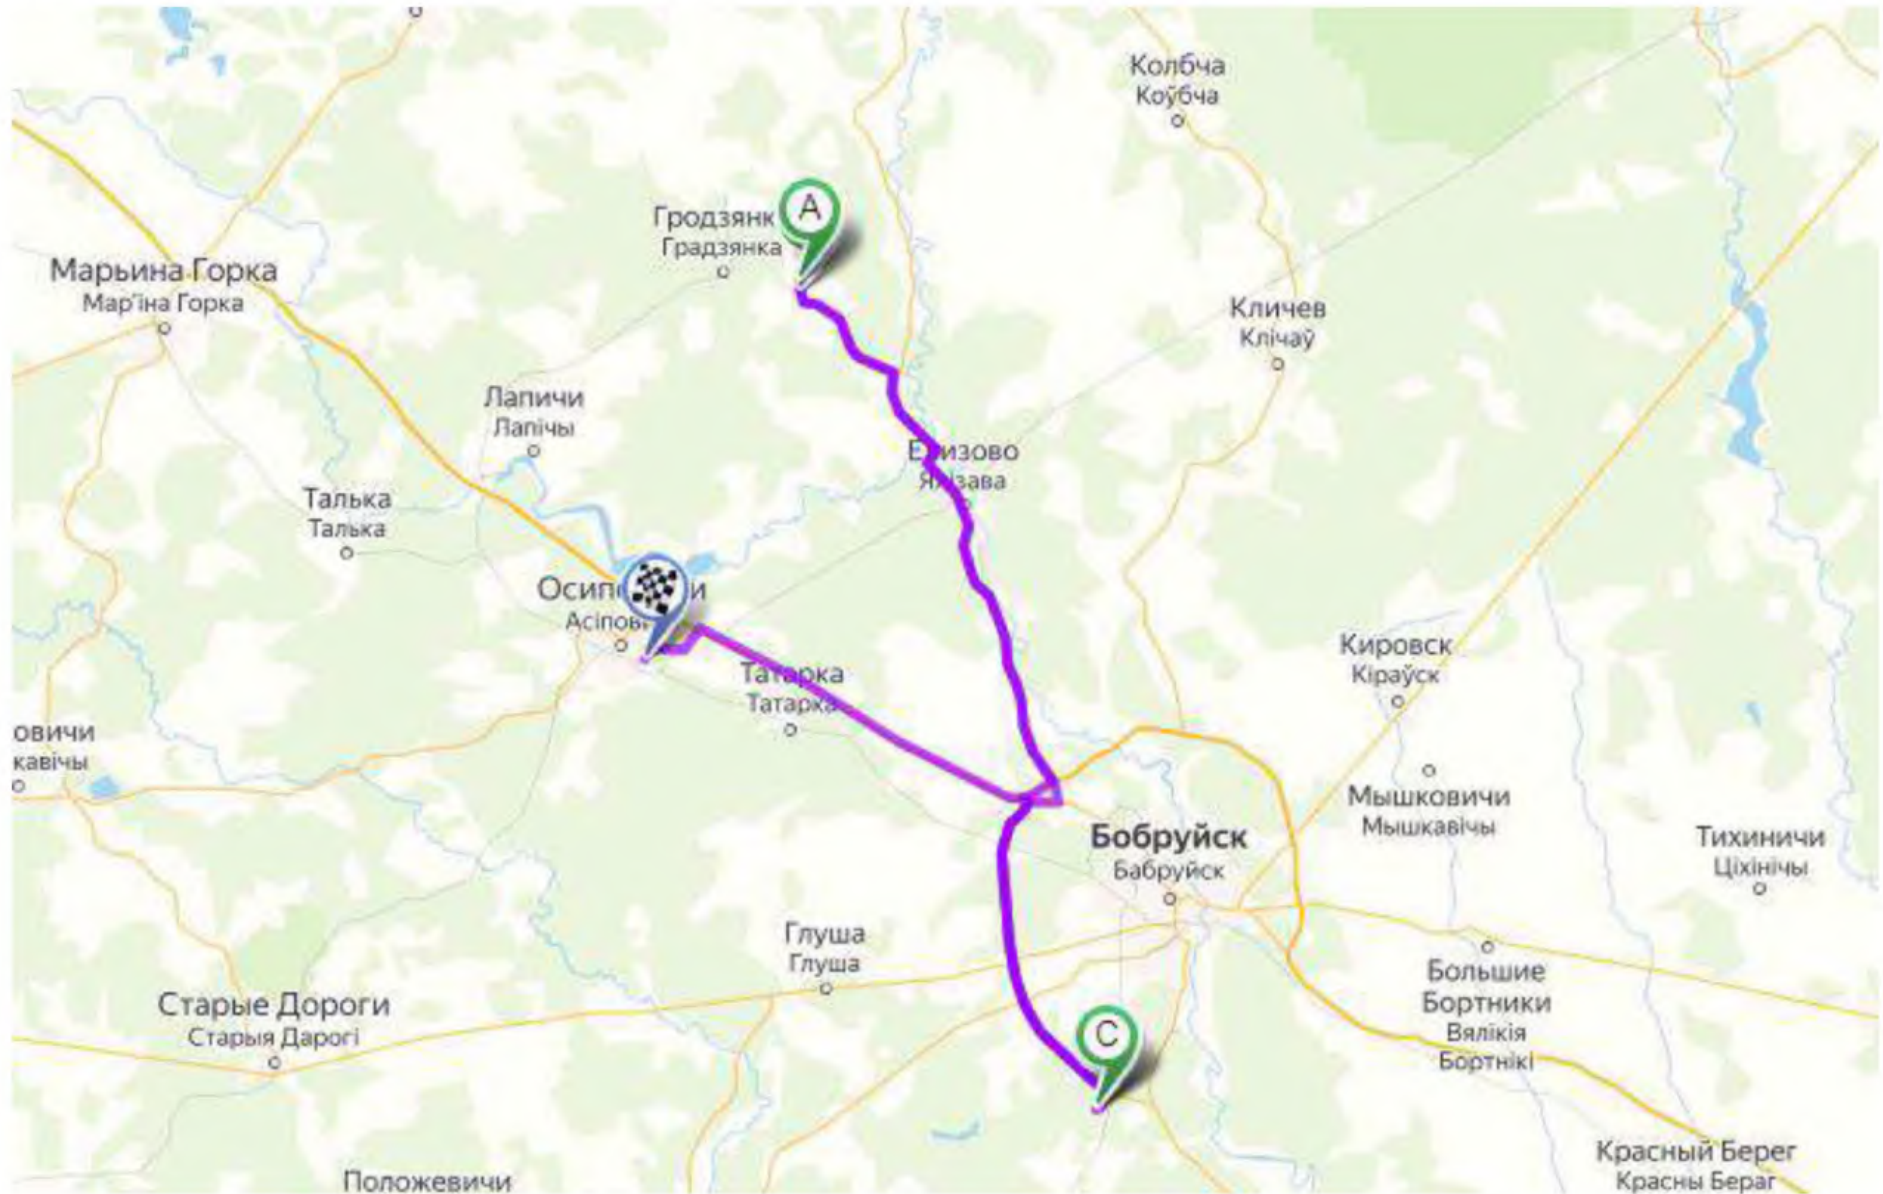 Колбча
Коўбча
Гродзянк
Градзянка
A
Марьина Горка
Мар'іна Горка
Кличев
Клічаў
Лапичи
Лапічы
Талька
Талька
Осип
и
Асіпов
Татарка
Татарка
Кировск
Кіраўск
овичи
кавічы
Мышковичи
Мышкавічы
Бобруйск
Бабруйск
Тихиничи
Ціхінічы
Глуша
Глуша
Большие
Бортники
Вялікія
Бортнікі
Старые Дороги
Старыя Дарогі
C
Красный Берег
Красны Бераг
Положевичи